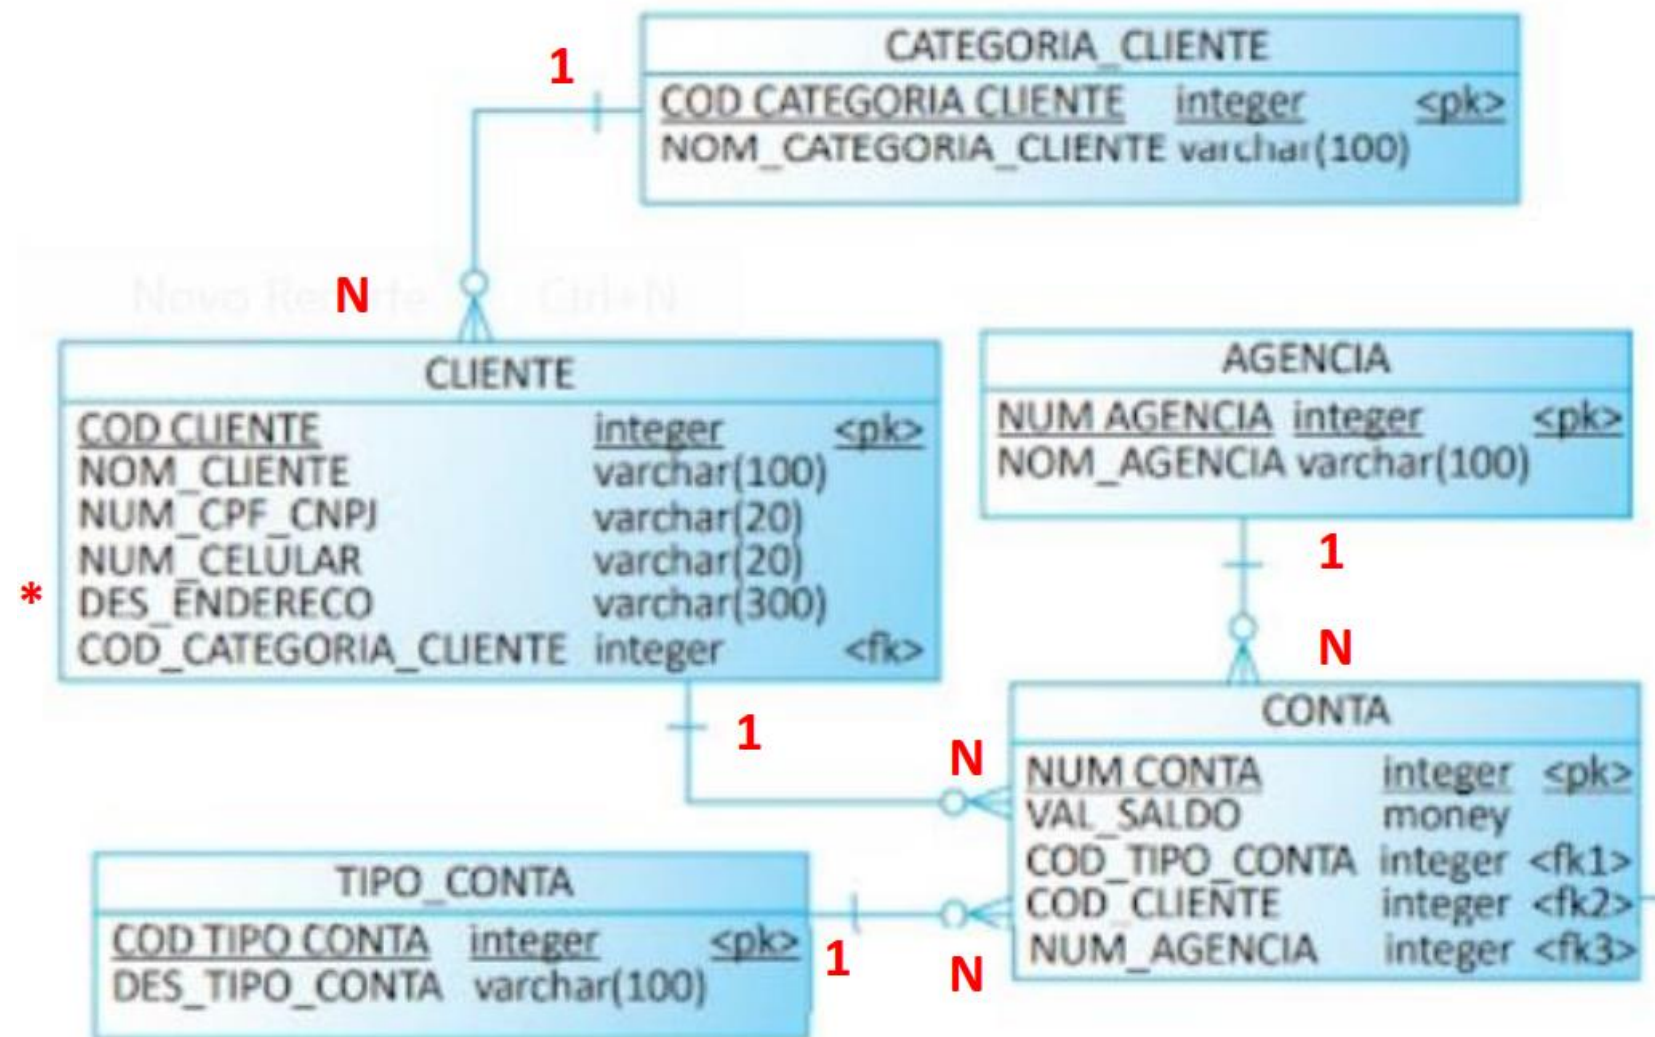 1
CATEGORIA_CLIENTE
COD CATEGORIA CLIENTE integer <pk>
NOM_CATEGORIA_CLIENTE varchar(100)
N
Novo Recorte Ctrl+N
CLIENTE
COD CLIENTE integer <pk>
NOM_CLIENTE varchar(100)
NUM_CPF_CNPJ varchar(20)
NUM_CELULAR varchar(20)
* DES_ENDERECO varchar(300)
COD_CATEGORIA_CLIENTE integer <fk>
AGENCIA
NUM AGENCIA integer <pk>
NOM_AGENCIA varchar(100)
1
N
1
N
CONTA
NUM CONTA integer <pk>
VAL_SALDO money
COD_TIPO_CONTA integer <fk1>
COD_CLIENTE integer <fk2>
NUM_AGENCIA integer <fk3>
TIPO_CONTA
COD TIPO CONTA integer <pk>
DES_TIPO_CONTA varchar(100)
1
N